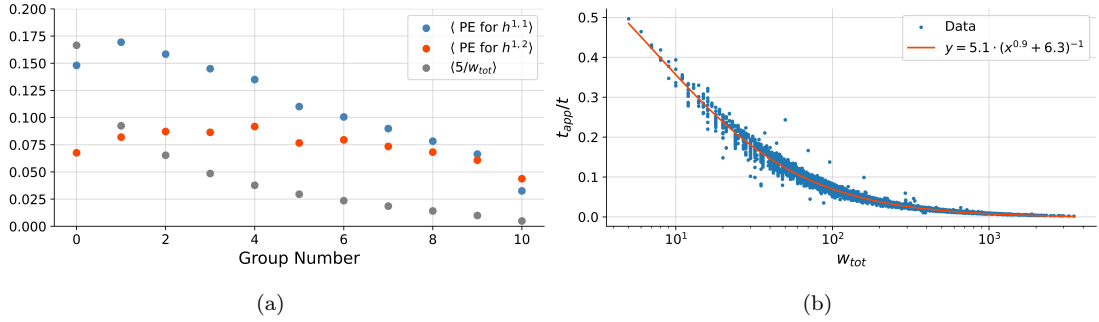 0.200
0.175
0.150
0.125
0.100
0.075
0.050
0.025
0.000
0 2 4 6 8 10
Group Number
⟨ PE for h^{1,1}⟩
⟨ PE for h^{1,2}⟩
⟨5/w_{tot}⟩
(a)
0.5
0.4
0.3
0.2
0.1
0.0
t_{app}/t
10^1 10^2 10^3
w_{tot}
Data
y = 5.1 · (x^{0.9} + 6.3)^{−1}
(b)